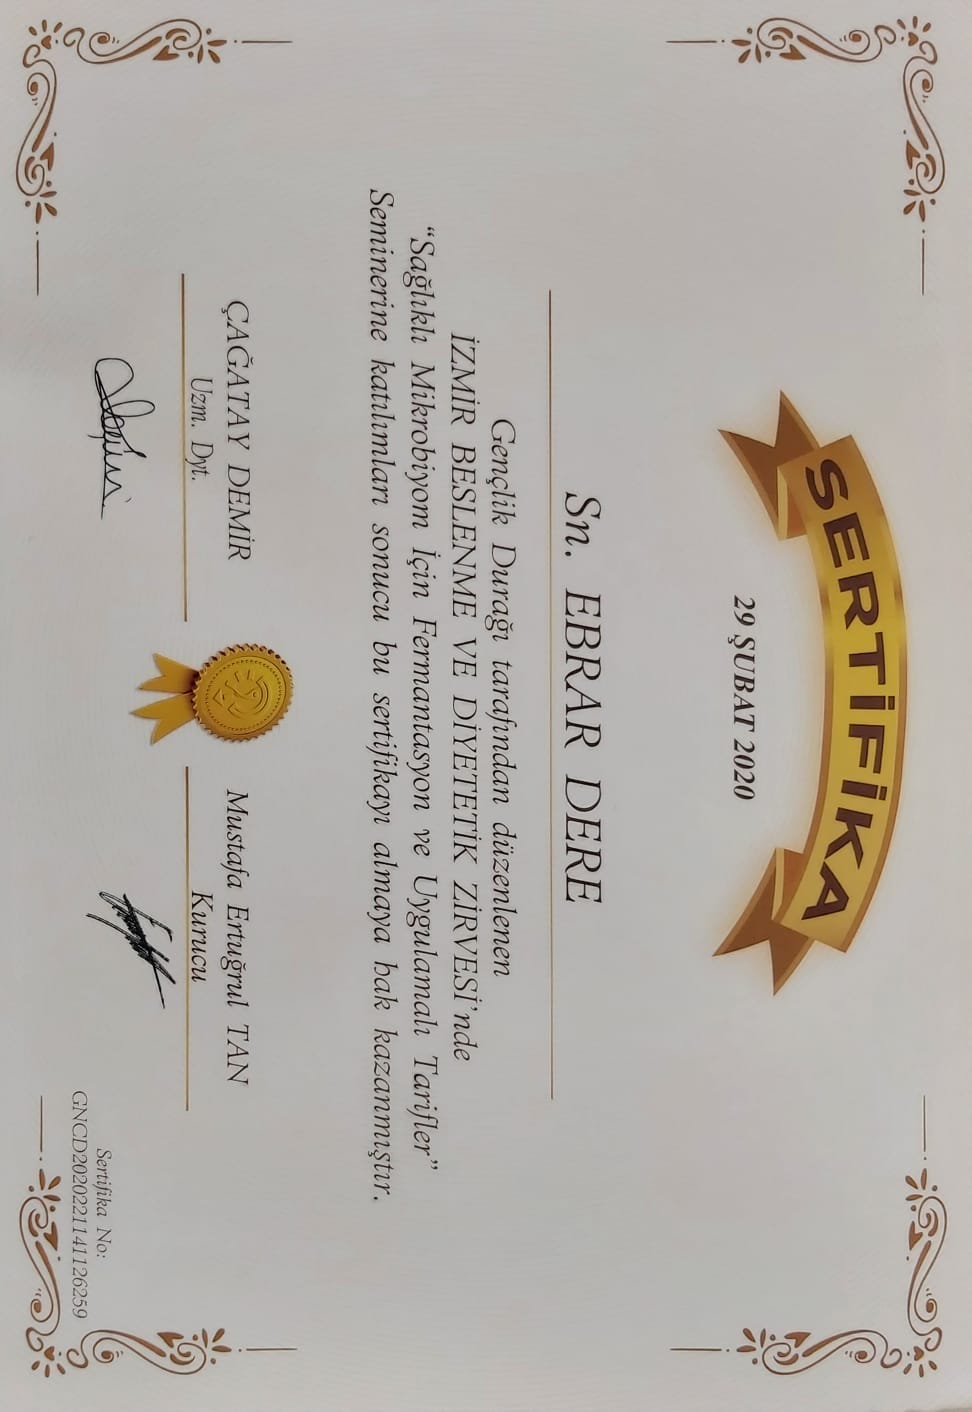 SERTİFİKA
29 ŞUBAT 2020
Sn. EBRAR DERE
Gençlik Durağı tarafından düzenlenen
İZMİR BESLENME VE DİYETETİK ZİRVESİ'nde
“Sağlıklı Mikrobiyom İçin Fermantasyon ve Uygulamalı Tarifler”
Seminerine katılımları sonucu bu sertifikayı almaya hak kazanmıştır.
ÇAĞATAY DEMİR
Uzm. Dyt.
Mustafa Ertuğrul TAN
Kurucu
Sertifika No:
GNCD2020221141126259